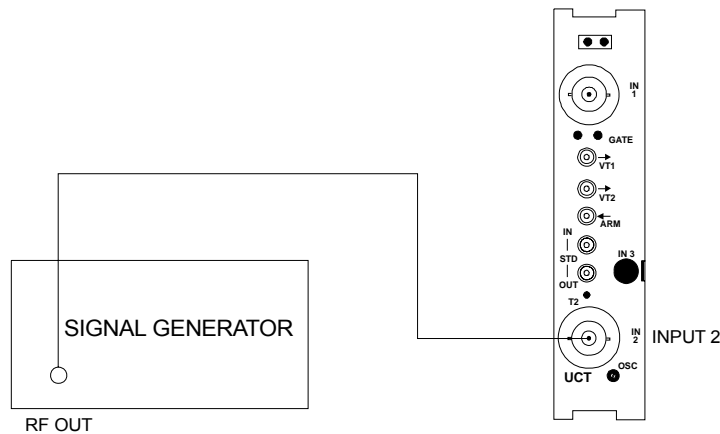 IN
1
GATE
VT1
VT2
ARM
IN
STD
OUT
IN 3
T2
IN
2
INPUT 2
OSC
UCT
SIGNAL GENERATOR
RF OUT